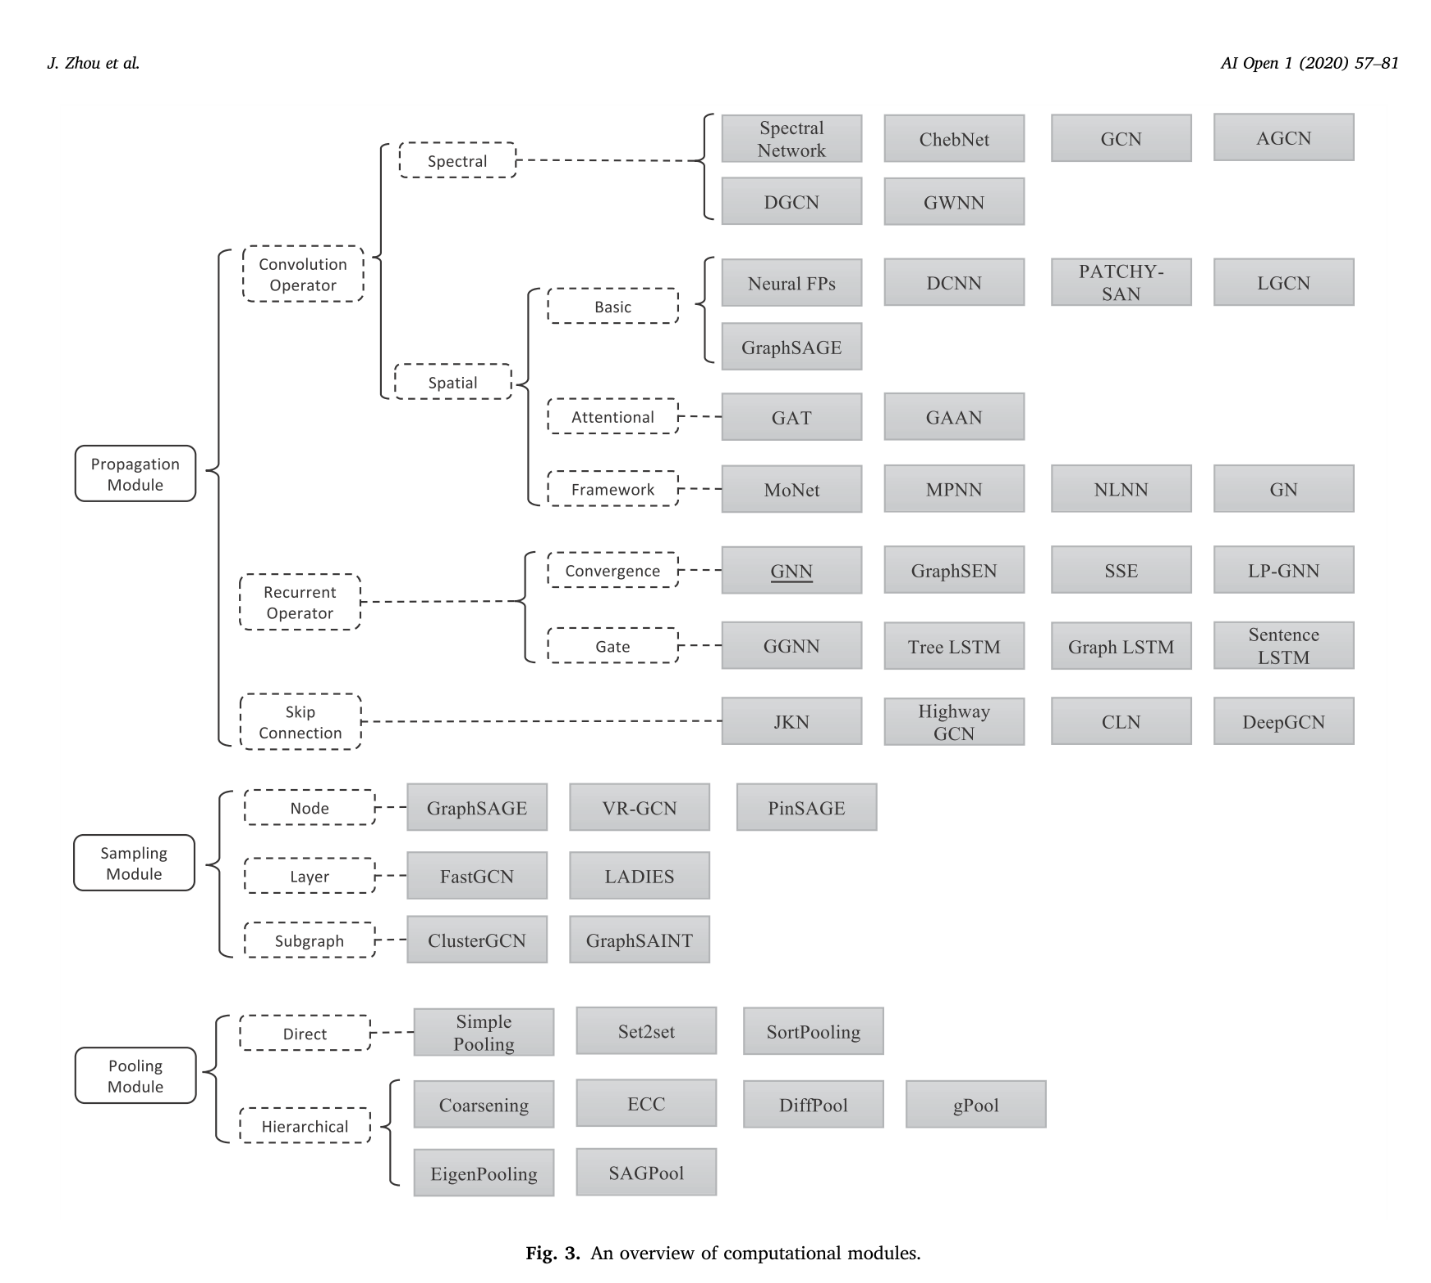 J. Zhou et al.
AI Open 1 (2020) 57–81
Spectral
Spectral
Network
ChebNet
GCN
AGCN
DGCN
GWNN
Convolution
Operator
Basic
Neural FPs
DCNN
PATCHY-
SAN
LGCN
GraphSAGE
Spatial
Attentional
GAT
GAAN
Framework
MoNet
MPNN
NLNN
GN
Propagation
Module
Recurrent
Operator
Convergence
GNN
GraphSEN
SSE
LP-GNN
Gate
GGNN
Tree LSTM
Graph LSTM
Sentence
LSTM
Skip
Connection
JKN
Highway
GCN
CLN
DeepGCN
Sampling
Module
Node
GraphSAGE
VR-GCN
PinSAGE
Layer
FastGCN
LADIES
Subgraph
ClusterGCN
GraphSAINT
Pooling
Module
Direct
Simple
Pooling
Set2set
SortPooling
Hierarchical
Coarsening
ECC
DiffPool
gPool
EigenPooling
SAGPool
Fig. 3. An overview of computational modules.